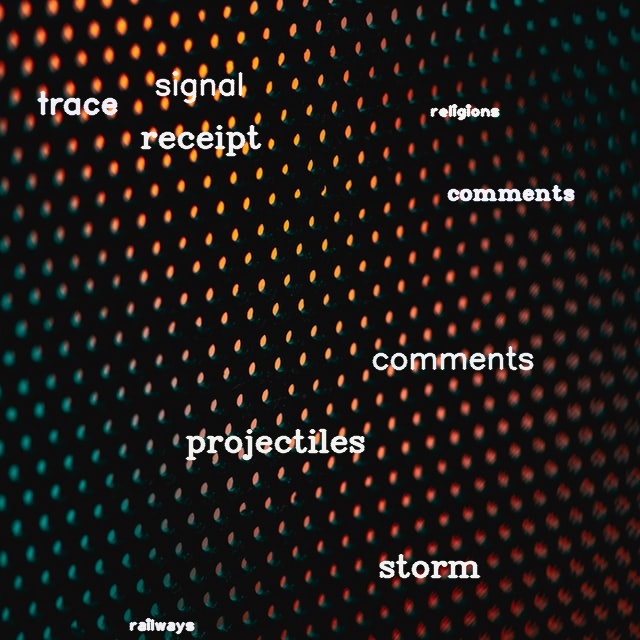 signal
trace
religions
receipt
comments
comments
projectiles
storm
railways